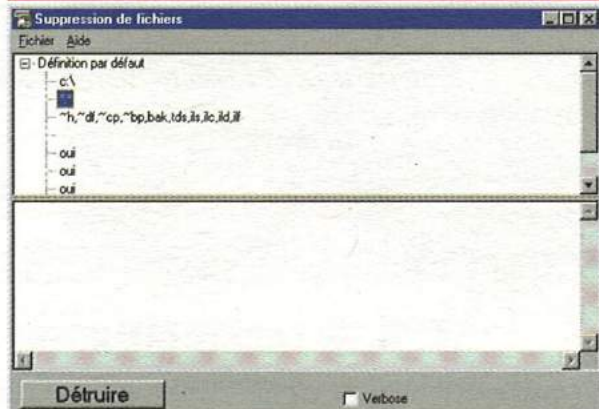 Suppression de fichiers
Fichier Aide
Définition par défaut
c:\
~h,~df,~cp,~bp,bak,tds,ils,ilc,ild,ilf
oui
oui
oui
Détruire
Verbose